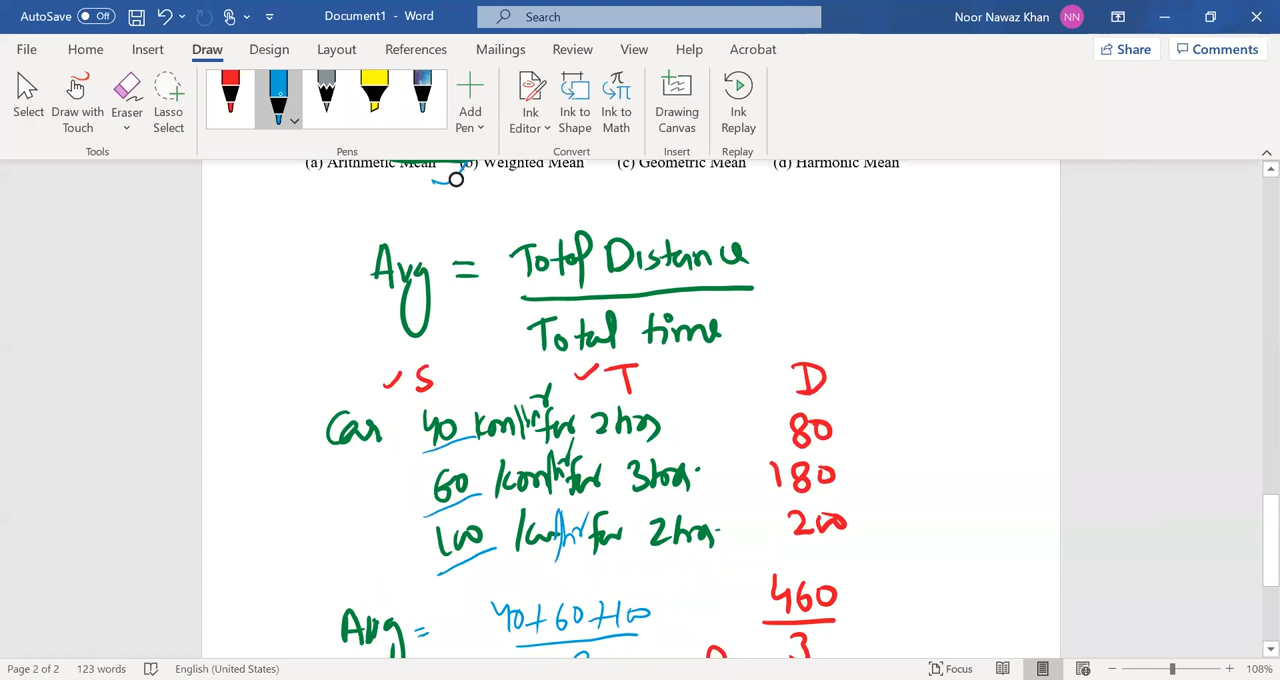 AutoSave Off Document1 - Word Search Noor Nawaz Khan NN
File Home Insert Draw Design Layout References Mailings Review View Help Acrobat Share Comments
Select Draw with Touch Eraser Lasso Select Add Pen Ink Editor Ink to Shape Ink to Math Drawing Canvas Ink Replay
Tools Pens Convert Insert Replay
(a) Arithmetic Mean (b) Weighted Mean (c) Geometric Mean (d) Harmonic Mean
Avg = Total Distance
Total time
S T D
Car 40 km/hr for 2 hrs 80
60 km/hr for 3 hrs. 180
100 km/hr for 2 hrs. 200
460
Avg = 40+60+100
3
Page 2 of 2 123 words English (United States) Focus 108%